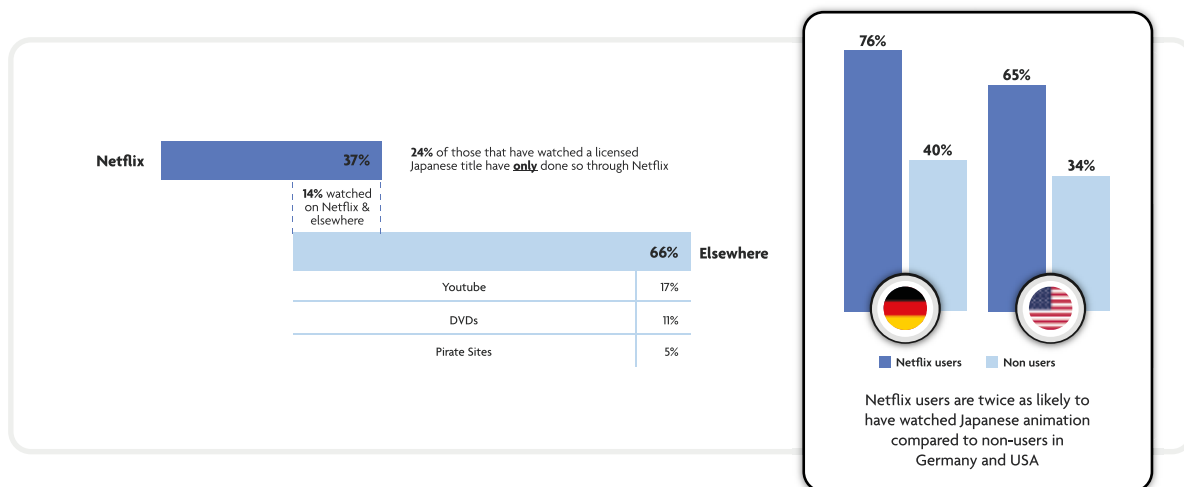 Netflix
37%
24% of those that have watched a licensed
Japanese title have only done so through Netflix
14% watched
on Netflix &
elsewhere
66%
Elsewhere
Youtube 17%
DVDs 11%
Pirate Sites 5%
76%
40%
65%
34%
Netflix users
Non users
Netflix users are twice as likely to
have watched Japanese animation
compared to non-users in
Germany and USA